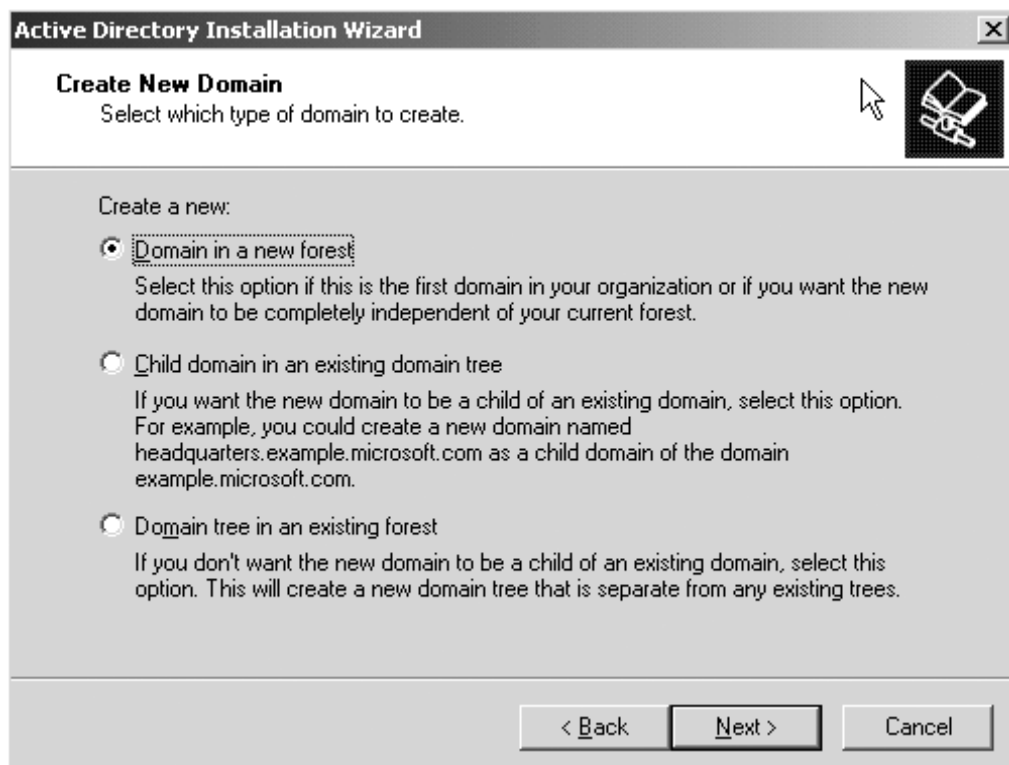 Active Directory Installation Wizard
Create New Domain
Select which type of domain to create.
Create a new:
Domain in a new forest
Select this option if this is the first domain in your organization or if you want the new
domain to be completely independent of your current forest.
Child domain in an existing domain tree
If you want the new domain to be a child of an existing domain, select this option.
For example, you could create a new domain named
headquarters.example.microsoft.com as a child domain of the domain
example.microsoft.com.
Domain tree in an existing forest
If you don't want the new domain to be a child of an existing domain, select this
option. This will create a new domain tree that is separate from any existing trees.
< Back Next > Cancel